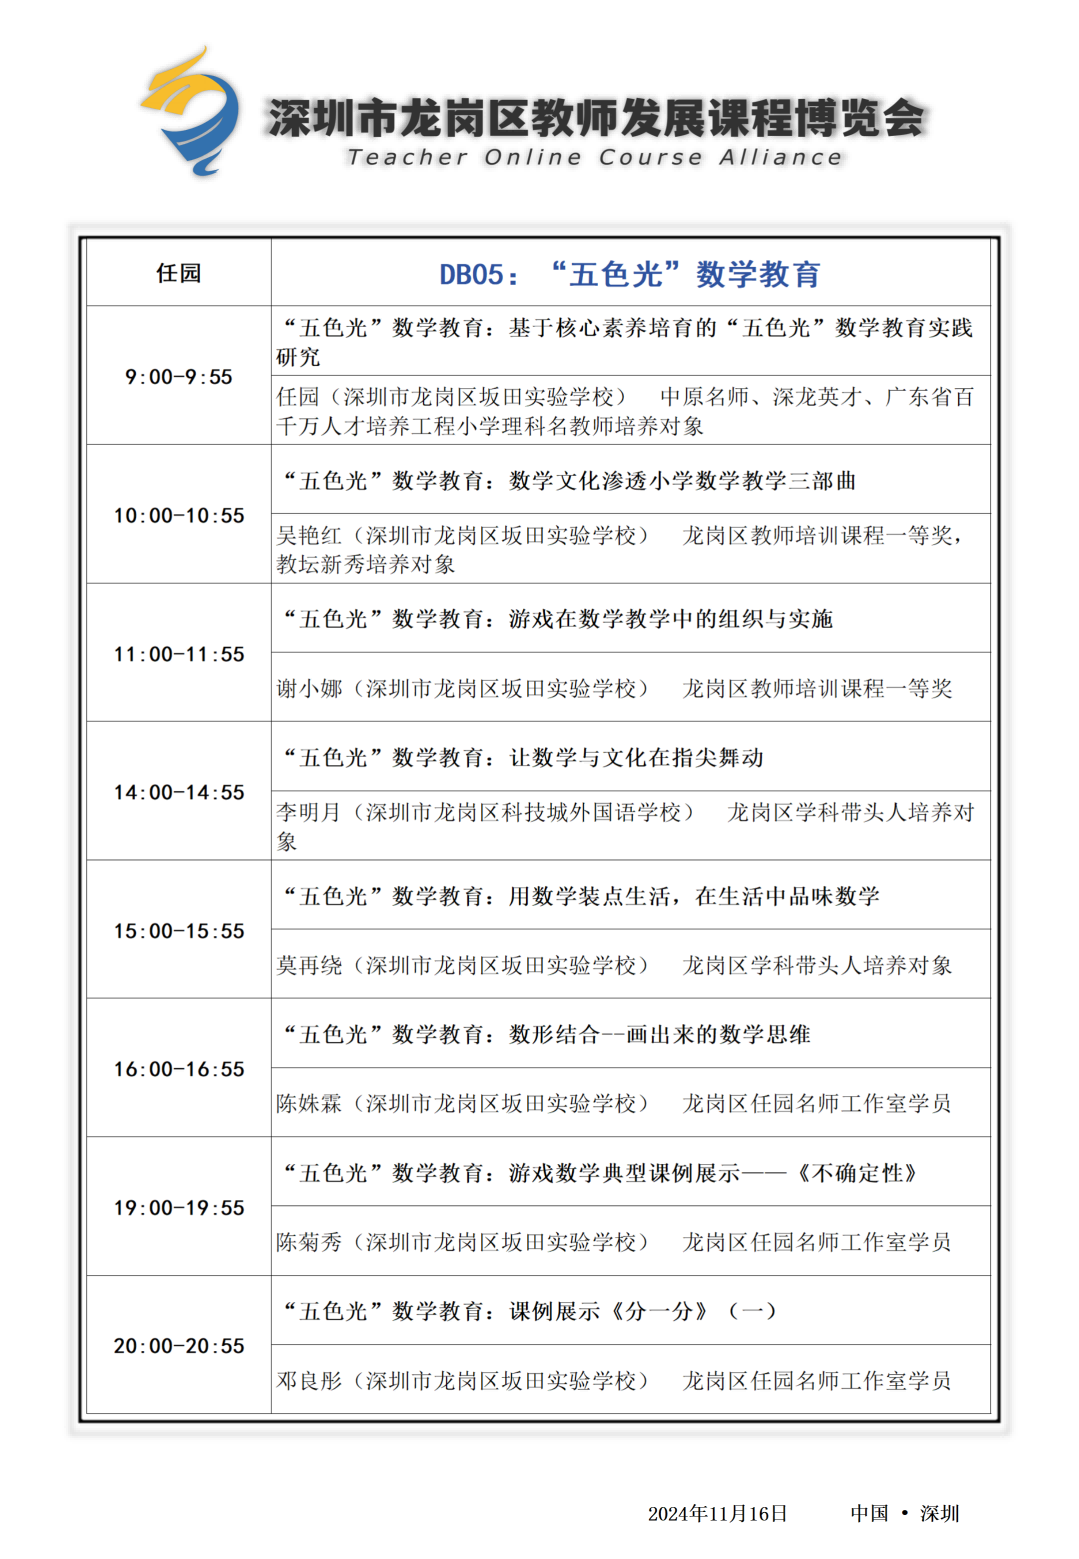 深圳市龙岗区教师发展课程博览会
Teacher Online Course Alliance
任园
DB05：“五色光”数学教育
9:00-9:55
“五色光”数学教育：基于核心素养培育的“五色光”数学教育实践
研究
任园（深圳市龙岗区坂田实验学校） 中原名师、深龙英才、广东省百
千万人才培养工程小学理科名教师培养对象
10:00-10:55
“五色光”数学教育：数学文化渗透小学数学教学三部曲
吴艳红（深圳市龙岗区坂田实验学校） 龙岗区教师培训课程一等奖，
教坛新秀培养对象
11:00-11:55
“五色光”数学教育：游戏在数学教学中的组织与实施
谢小娜（深圳市龙岗区坂田实验学校） 龙岗区教师培训课程一等奖
14:00-14:55
“五色光”数学教育：让数学与文化在指尖舞动
李明月（深圳市龙岗区科技城外国语学校） 龙岗区学科带头人培养对
象
15:00-15:55
“五色光”数学教育：用数学装点生活，在生活中品味数学
莫再绕（深圳市龙岗区坂田实验学校） 龙岗区学科带头人培养对象
16:00-16:55
“五色光”数学教育：数形结合--画出来的数学思维
陈姝霖（深圳市龙岗区坂田实验学校） 龙岗区任园名师工作室学员
19:00-19:55
“五色光”数学教育：游戏数学典型课例展示——《不确定性》
陈菊秀（深圳市龙岗区坂田实验学校） 龙岗区任园名师工作室学员
20:00-20:55
“五色光”数学教育：课例展示《分一分》（一）
邓良彤（深圳市龙岗区坂田实验学校） 龙岗区任园名师工作室学员
2024年11月16日 中国 • 深圳